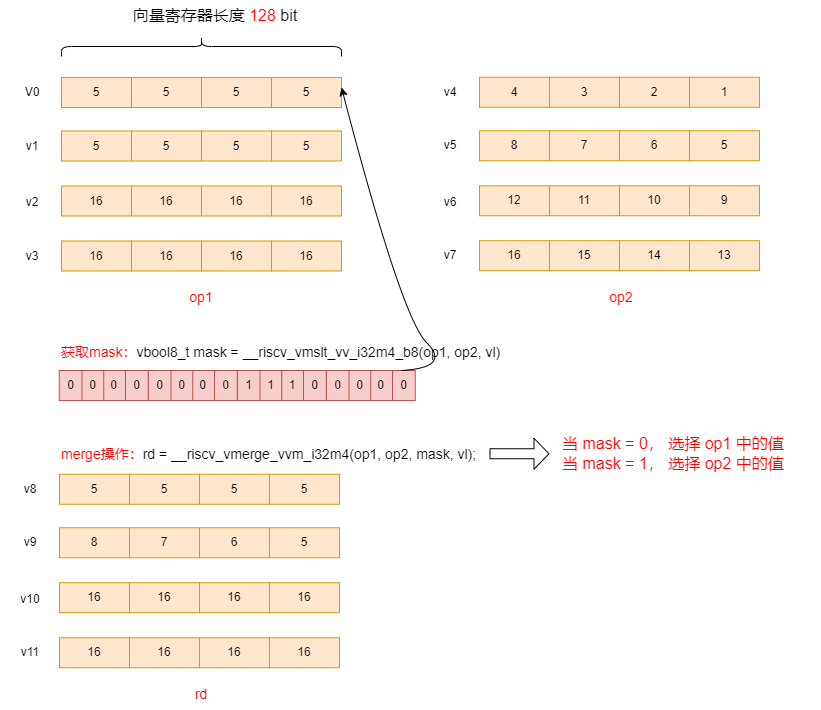 向量寄存器长度 128 bit
V0 5 5 5 5
v4 4 3 2 1
v1 5 5 5 5
v5 8 7 6 5
v2 16 16 16 16
v6 12 11 10 9
v3 16 16 16 16
v7 16 15 14 13
op1
op2
获取mask：vbool8_t mask = __riscv_vmslt_vv_i32m4_b8(op1, op2, vl)
0 0 0 0 0 0 0 0 1 1 1 0 0 0 0 0
merge操作：rd = __riscv_vmerge_vvm_i32m4(op1, op2, mask, vl);
当 mask = 0， 选择 op1 中的值
当 mask = 1， 选择 op2 中的值
v8 5 5 5 5
v9 8 7 6 5
v10 16 16 16 16
v11 16 16 16 16
rd